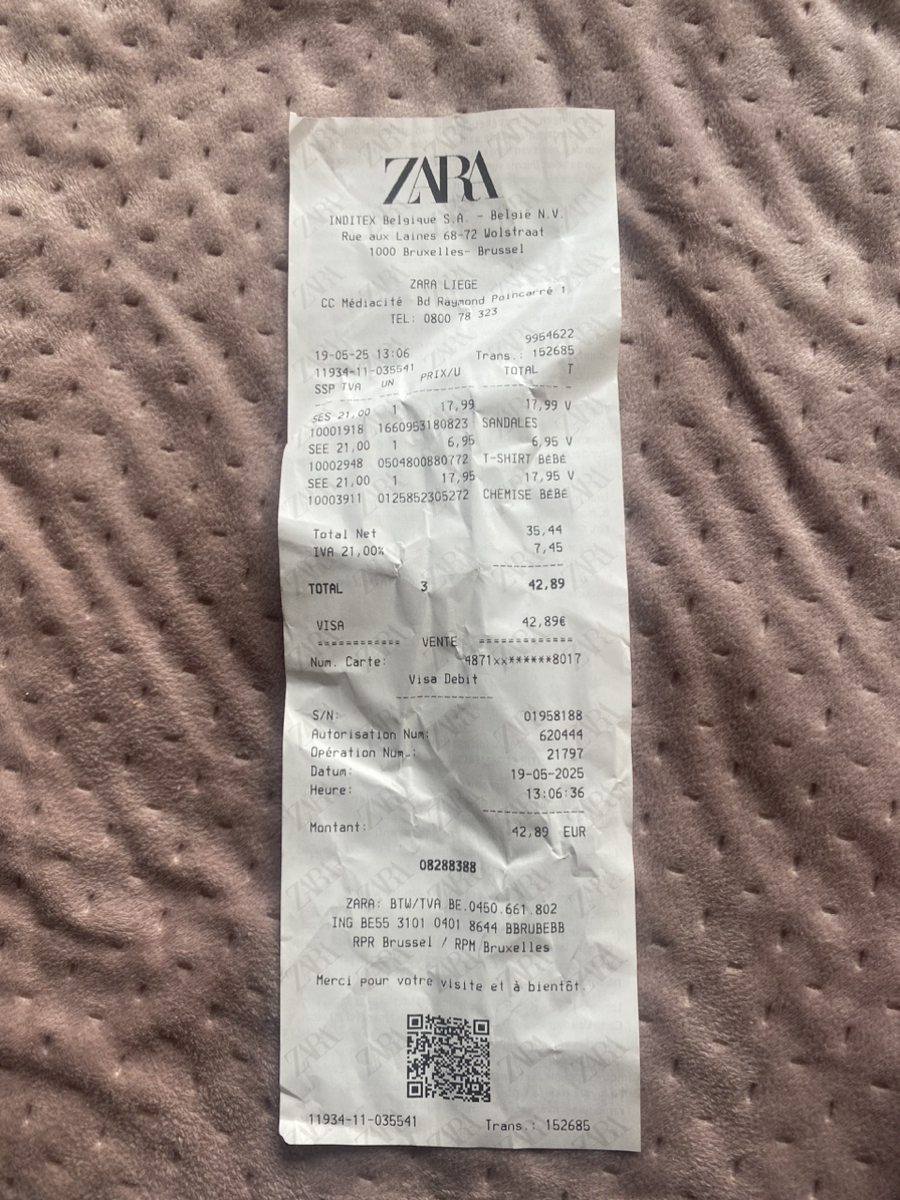 ZARA
INDITEX Belgique S.A. - België N.V.
Rue aux Laines 68-72 Wolstraat
1000 Bruxelles- Brussel
ZARA LIEGE
CC Médiacité Bd Raymond Poincarré 1
TEL: 0800 78 323
9954622
19-05-25 13:06 Trans.: 152685
11934-11-035541
SSP TVA UN PRIX/U TOTAL T
SES 21,00 1 17,99 17,99 V
10001918 1660953180823 SANDALES
SEE 21,00 1 6,95 6,95 V
10002948 0504800880772 T-SHIRT BÉBÉ
SEE 21,00 1 17,95 17,95 V
10003911 0125852305272 CHEMISE BÉBÉ
Total Net 35,44
IVA 21,00% 7,45
TOTAL 3 42,89
VISA 42,89€
============ VENTE =============
Num. Carte: 4871xx******8017
Visa Debit
S/N: 01958188
Autorisation Num: 620444
Opération Num.: 21797
Datum: 19-05-2025
Heure: 13:06:36
Montant: 42,89 EUR
08288388
ZARA: BTW/TVA BE.0450.661.802
ING BE55 3101 0401 8644 BBRUBEBB
RPR Brussel / RPM Bruxelles
Merci pour votre visite et à bientôt.
11934-11-035541 Trans.: 152685